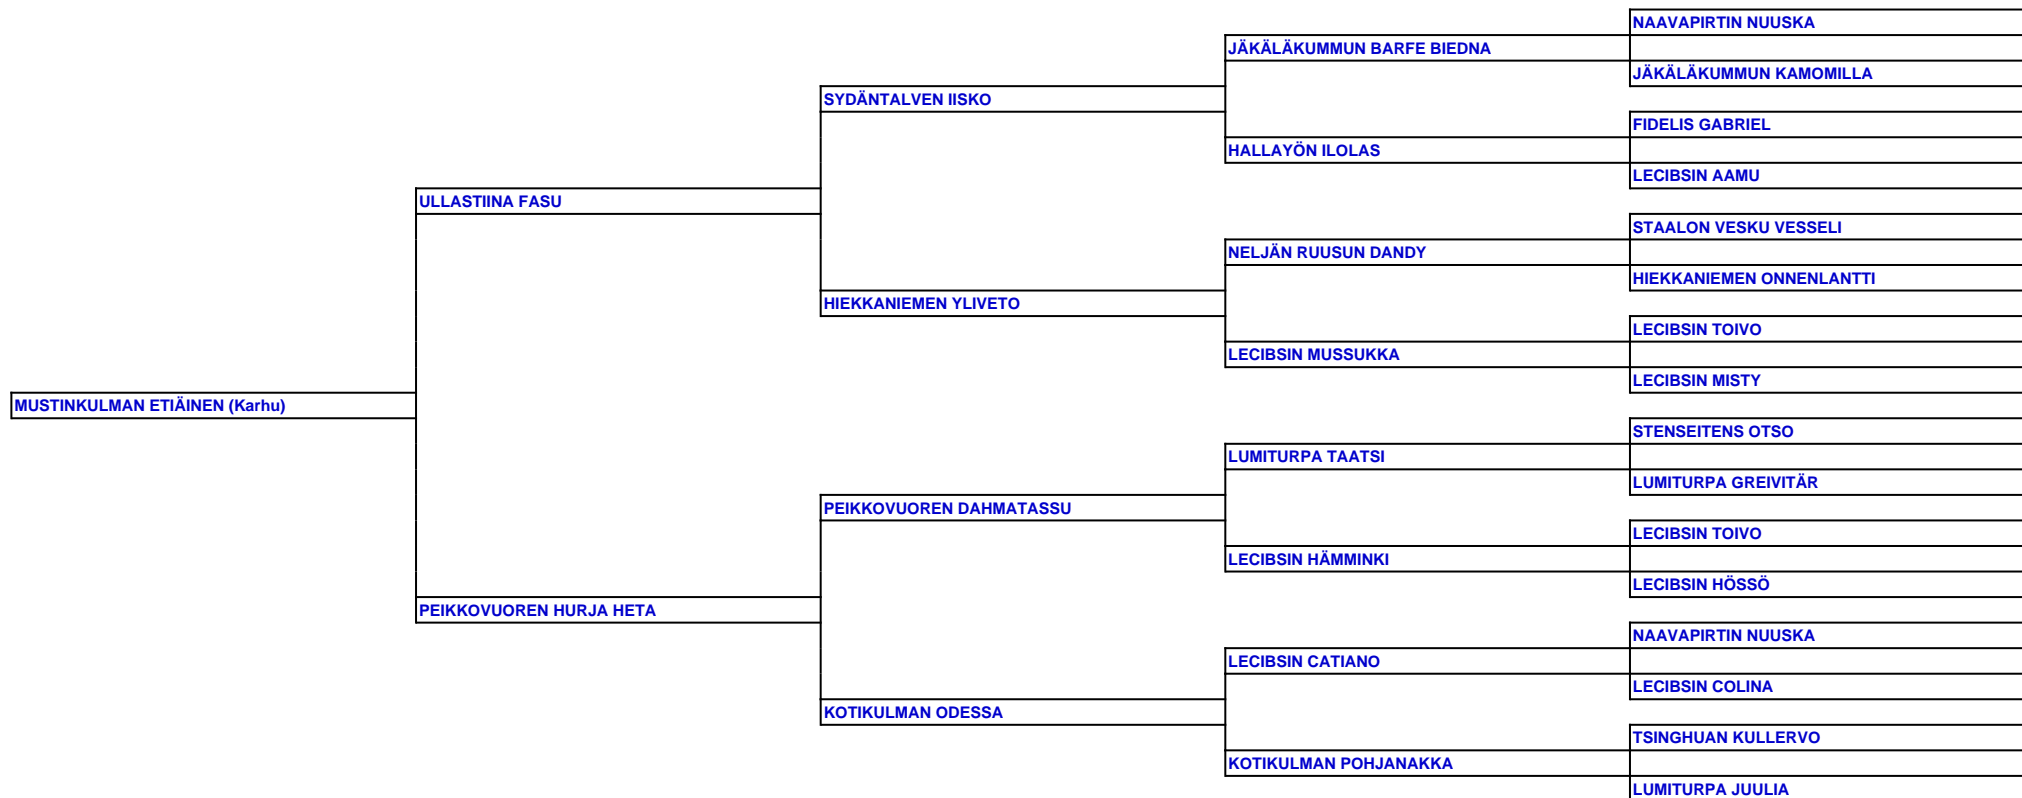 NAAVAPIRTIN NUUSKA
JÄKÄLÄKUMMUN BARFE BIEDNA
JÄKÄLÄKUMMUN KAMOMILLA
SYDÄNTALVEN IISKO
FIDELIS GABRIEL
HALLAYÖN ILOLAS
LECIBSIN AAMU
ULLASTIINA FASU
STAALON VESKU VESSELI
NELJÄN RUUSUN DANDY
HIEKKANIEMEN ONNENLANTTI
HIEKKANIEMEN YLIVETO
LECIBSIN TOIVO
LECIBSIN MUSSUKKA
LECIBSIN MISTY
MUSTINKULMAN ETIÄINEN (Karhu)
STENSEITENS OTSO
LUMITURPA TAATSI
LUMITURPA GREIVITÄR
PEIKKOVUOREN DAHMATASSU
LECIBSIN TOIVO
LECIBSIN HÄMMINKI
LECIBSIN HÖSSÖ
PEIKKOVUOREN HURJA HETA
NAAVAPIRTIN NUUSKA
LECIBSIN CATIANO
LECIBSIN COLINA
KOTIKULMAN ODESSA
TSINGHUAN KULLERVO
KOTIKULMAN POHJANAKKA
LUMITURPA JUULIA